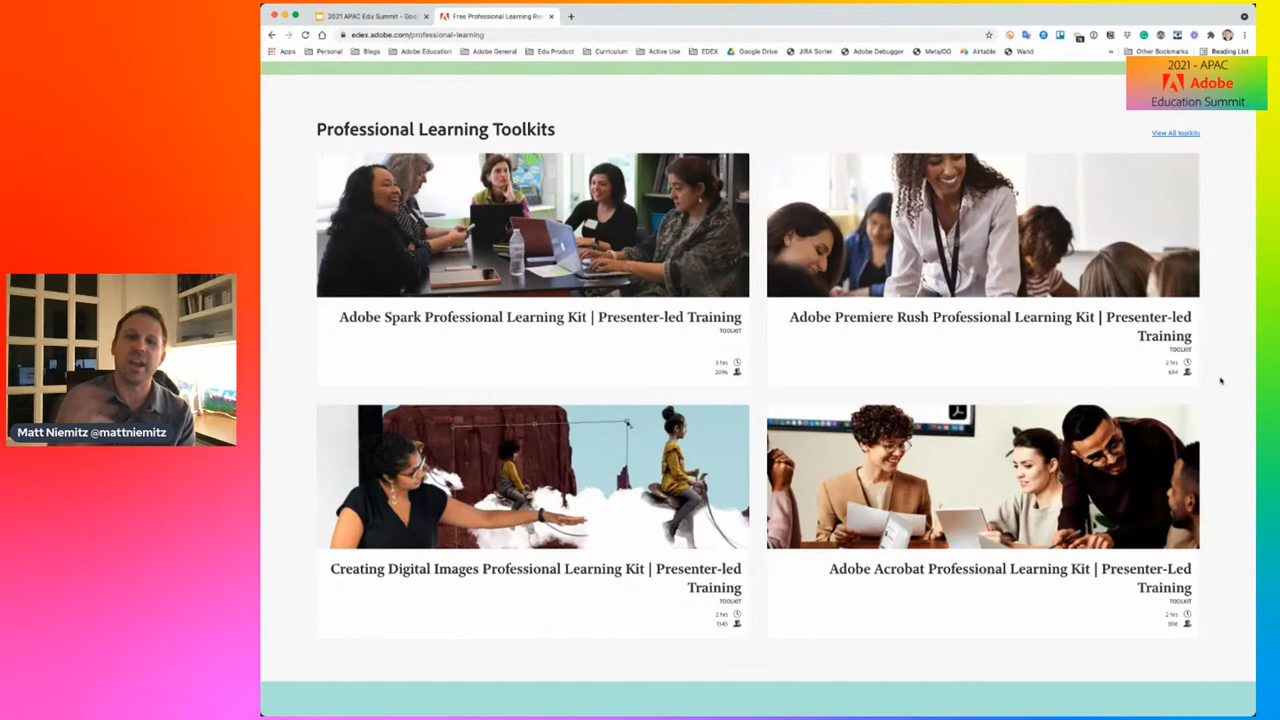 2021 APAC Edu Summit - Goo
Free Professional Learning Re
edex.adobe.com/professional-learning
Apps
Personal
Blogs
Adobe Education
Adobe General
Edu Product
Curriculum
Active Use
EDEX
Google Drive
JIRA Sorter
Adobe Debugger
Meta/OG
Airtable
Wand
»
Other Bookmarks
Reading List
2021 - APAC
Adobe
Education Summit
Professional Learning Toolkits
View All toolkits
Adobe Spark Professional Learning Kit | Presenter-led Training
TOOLKIT
3 hrs
2096
Adobe Premiere Rush Professional Learning Kit | Presenter-led
Training
TOOLKIT
2 hrs
694
Matt Niemitz @mattniemitz
Creating Digital Images Professional Learning Kit | Presenter-led
Training
TOOLKIT
2 hrs
1145
Adobe Acrobat Professional Learning Kit | Presenter-Led
Training
TOOLKIT
2 hrs